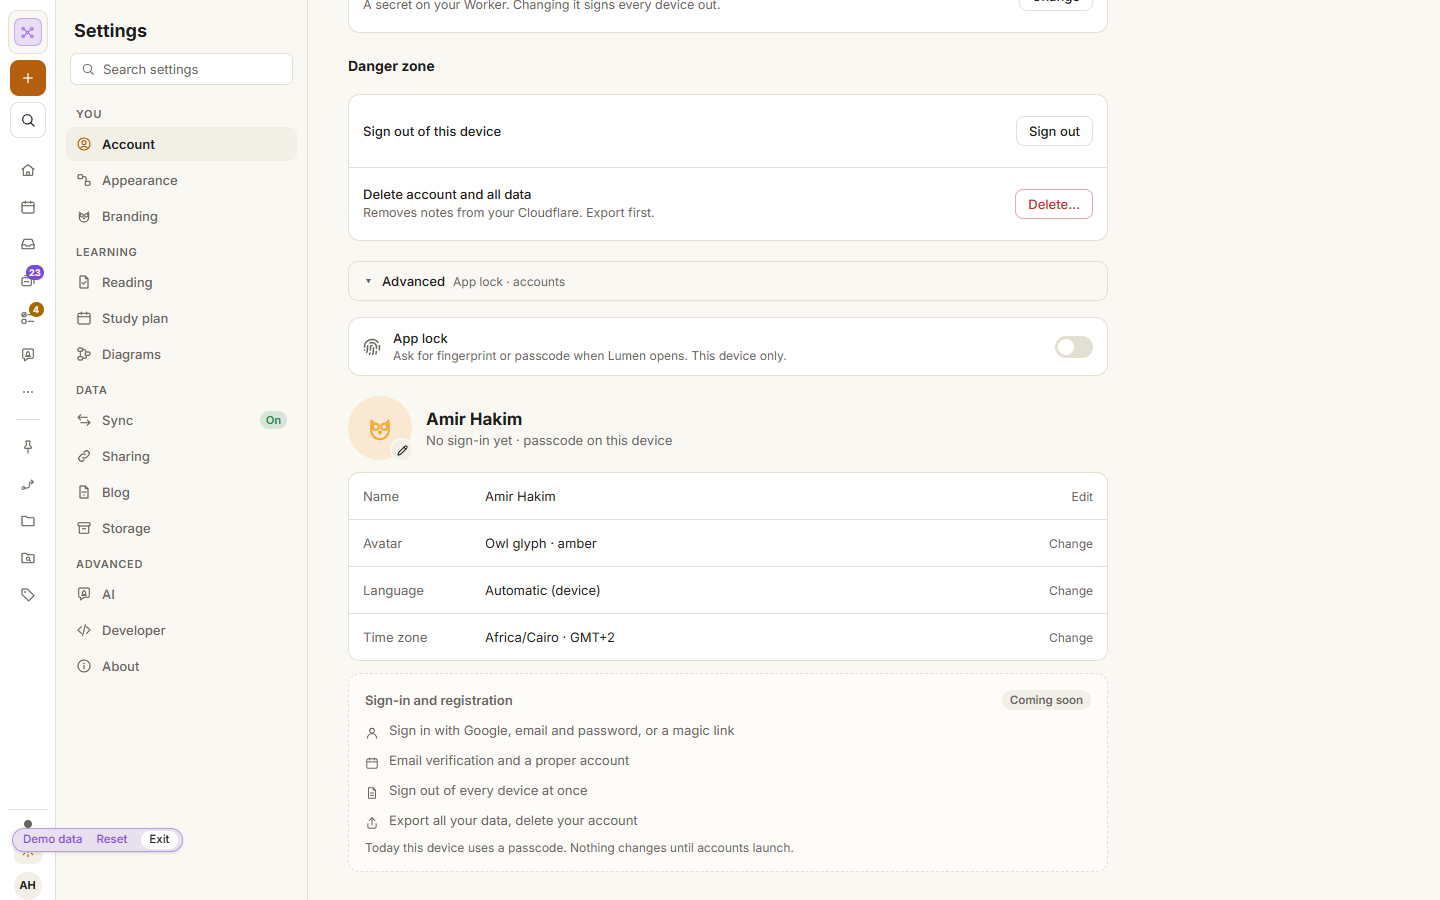 Settings
Search settings
YOU
Account
Appearance
Branding
LEARNING
Reading
Study plan
Diagrams
DATA
Sync On
Sharing
Blog
Storage
ADVANCED
AI
Developer
About
23
4
Demo data Reset Exit
AH
A secret on your Worker. Changing it signs every device out.
Change
Danger zone
Sign out of this device
Sign out
Delete account and all data
Removes notes from your Cloudflare. Export first.
Delete...
Advanced App lock · accounts
App lock
Ask for fingerprint or passcode when Lumen opens. This device only.
Amir Hakim
No sign-in yet · passcode on this device
Name Amir Hakim Edit
Avatar Owl glyph · amber Change
Language Automatic (device) Change
Time zone Africa/Cairo · GMT+2 Change
Sign-in and registration Coming soon
Sign in with Google, email and password, or a magic link
Email verification and a proper account
Sign out of every device at once
Export all your data, delete your account
Today this device uses a passcode. Nothing changes until accounts launch.